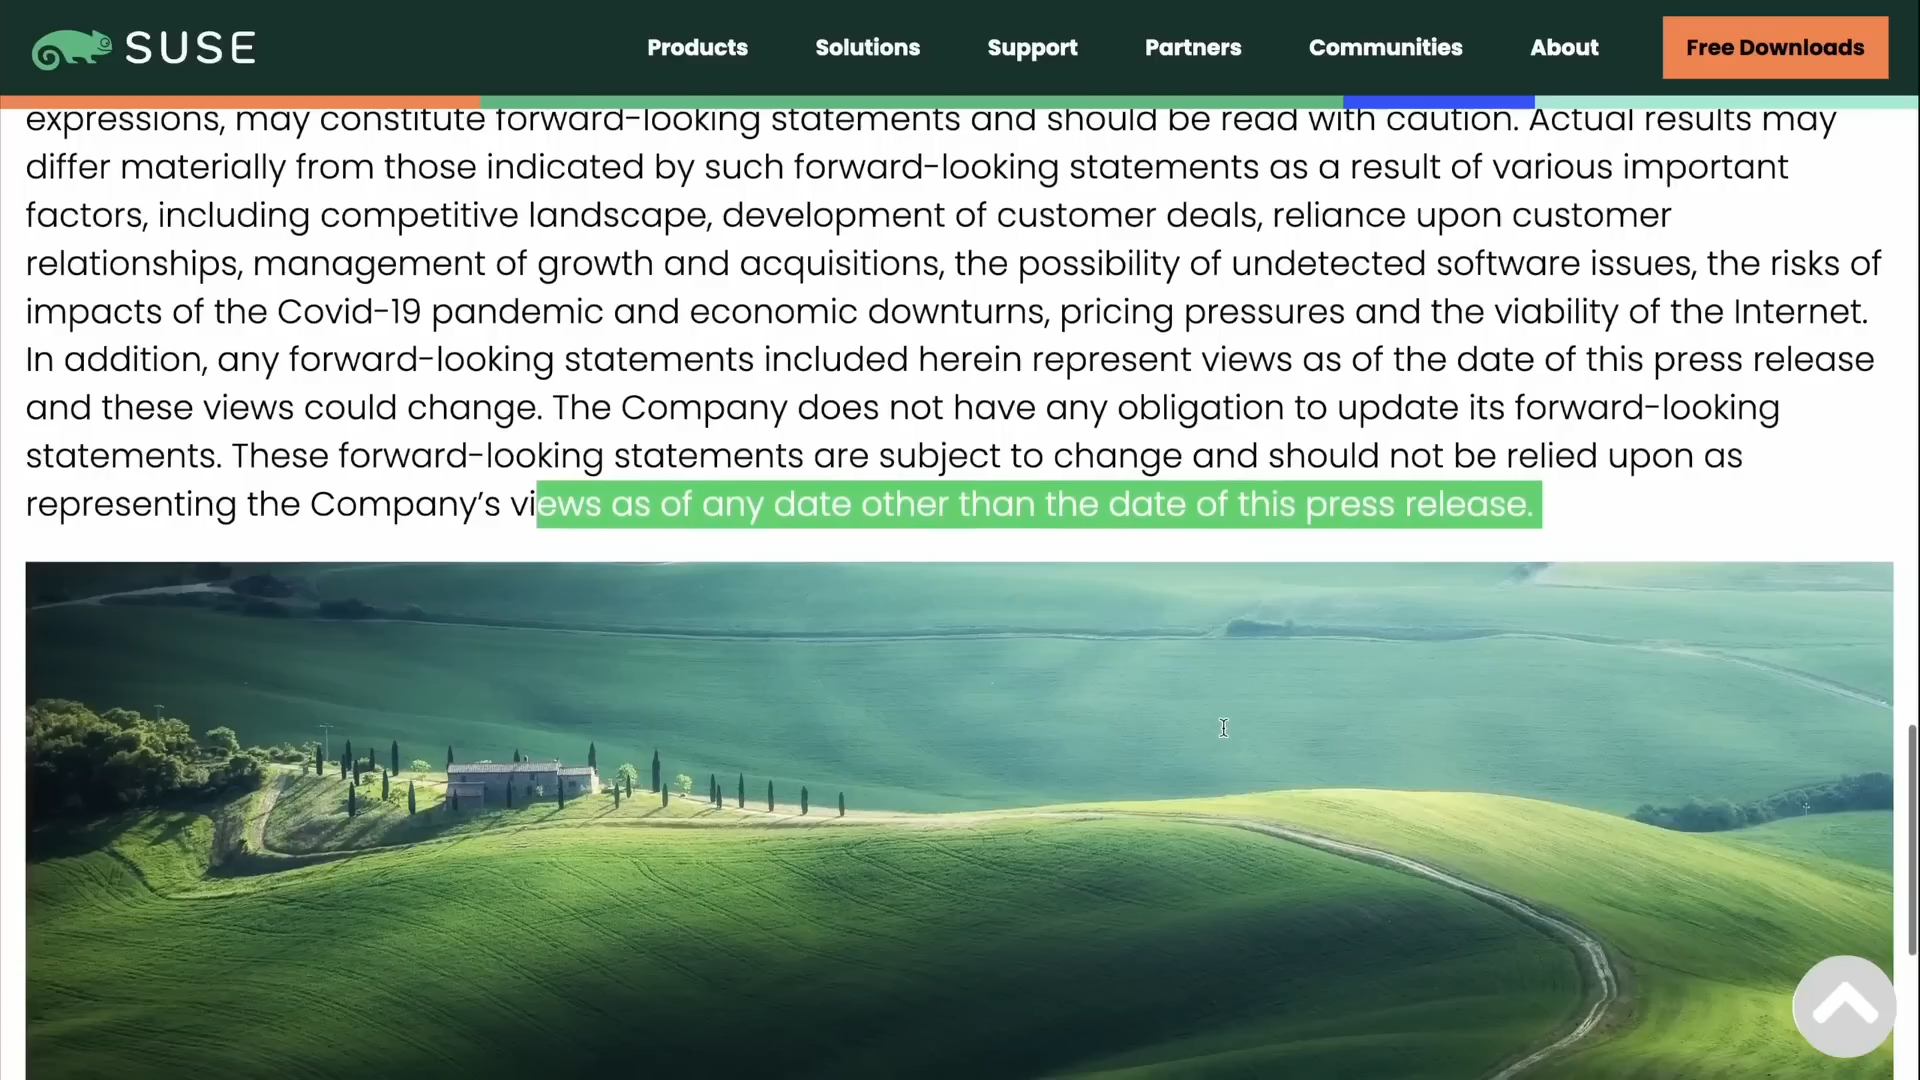 SUSE
Products Solutions Support Partners Communities About Free Downloads
expressions, may constitute forward-looking statements and should be read with caution. Actual results may
differ materially from those indicated by such forward-looking statements as a result of various important
factors, including competitive landscape, development of customer deals, reliance upon customer
relationships, management of growth and acquisitions, the possibility of undetected software issues, the risks of
impacts of the Covid-19 pandemic and economic downturns, pricing pressures and the viability of the Internet.
In addition, any forward-looking statements included herein represent views as of the date of this press release
and these views could change. The Company does not have any obligation to update its forward-looking
statements. These forward-looking statements are subject to change and should not be relied upon as
representing the Company’s views as of any date other than the date of this press release.